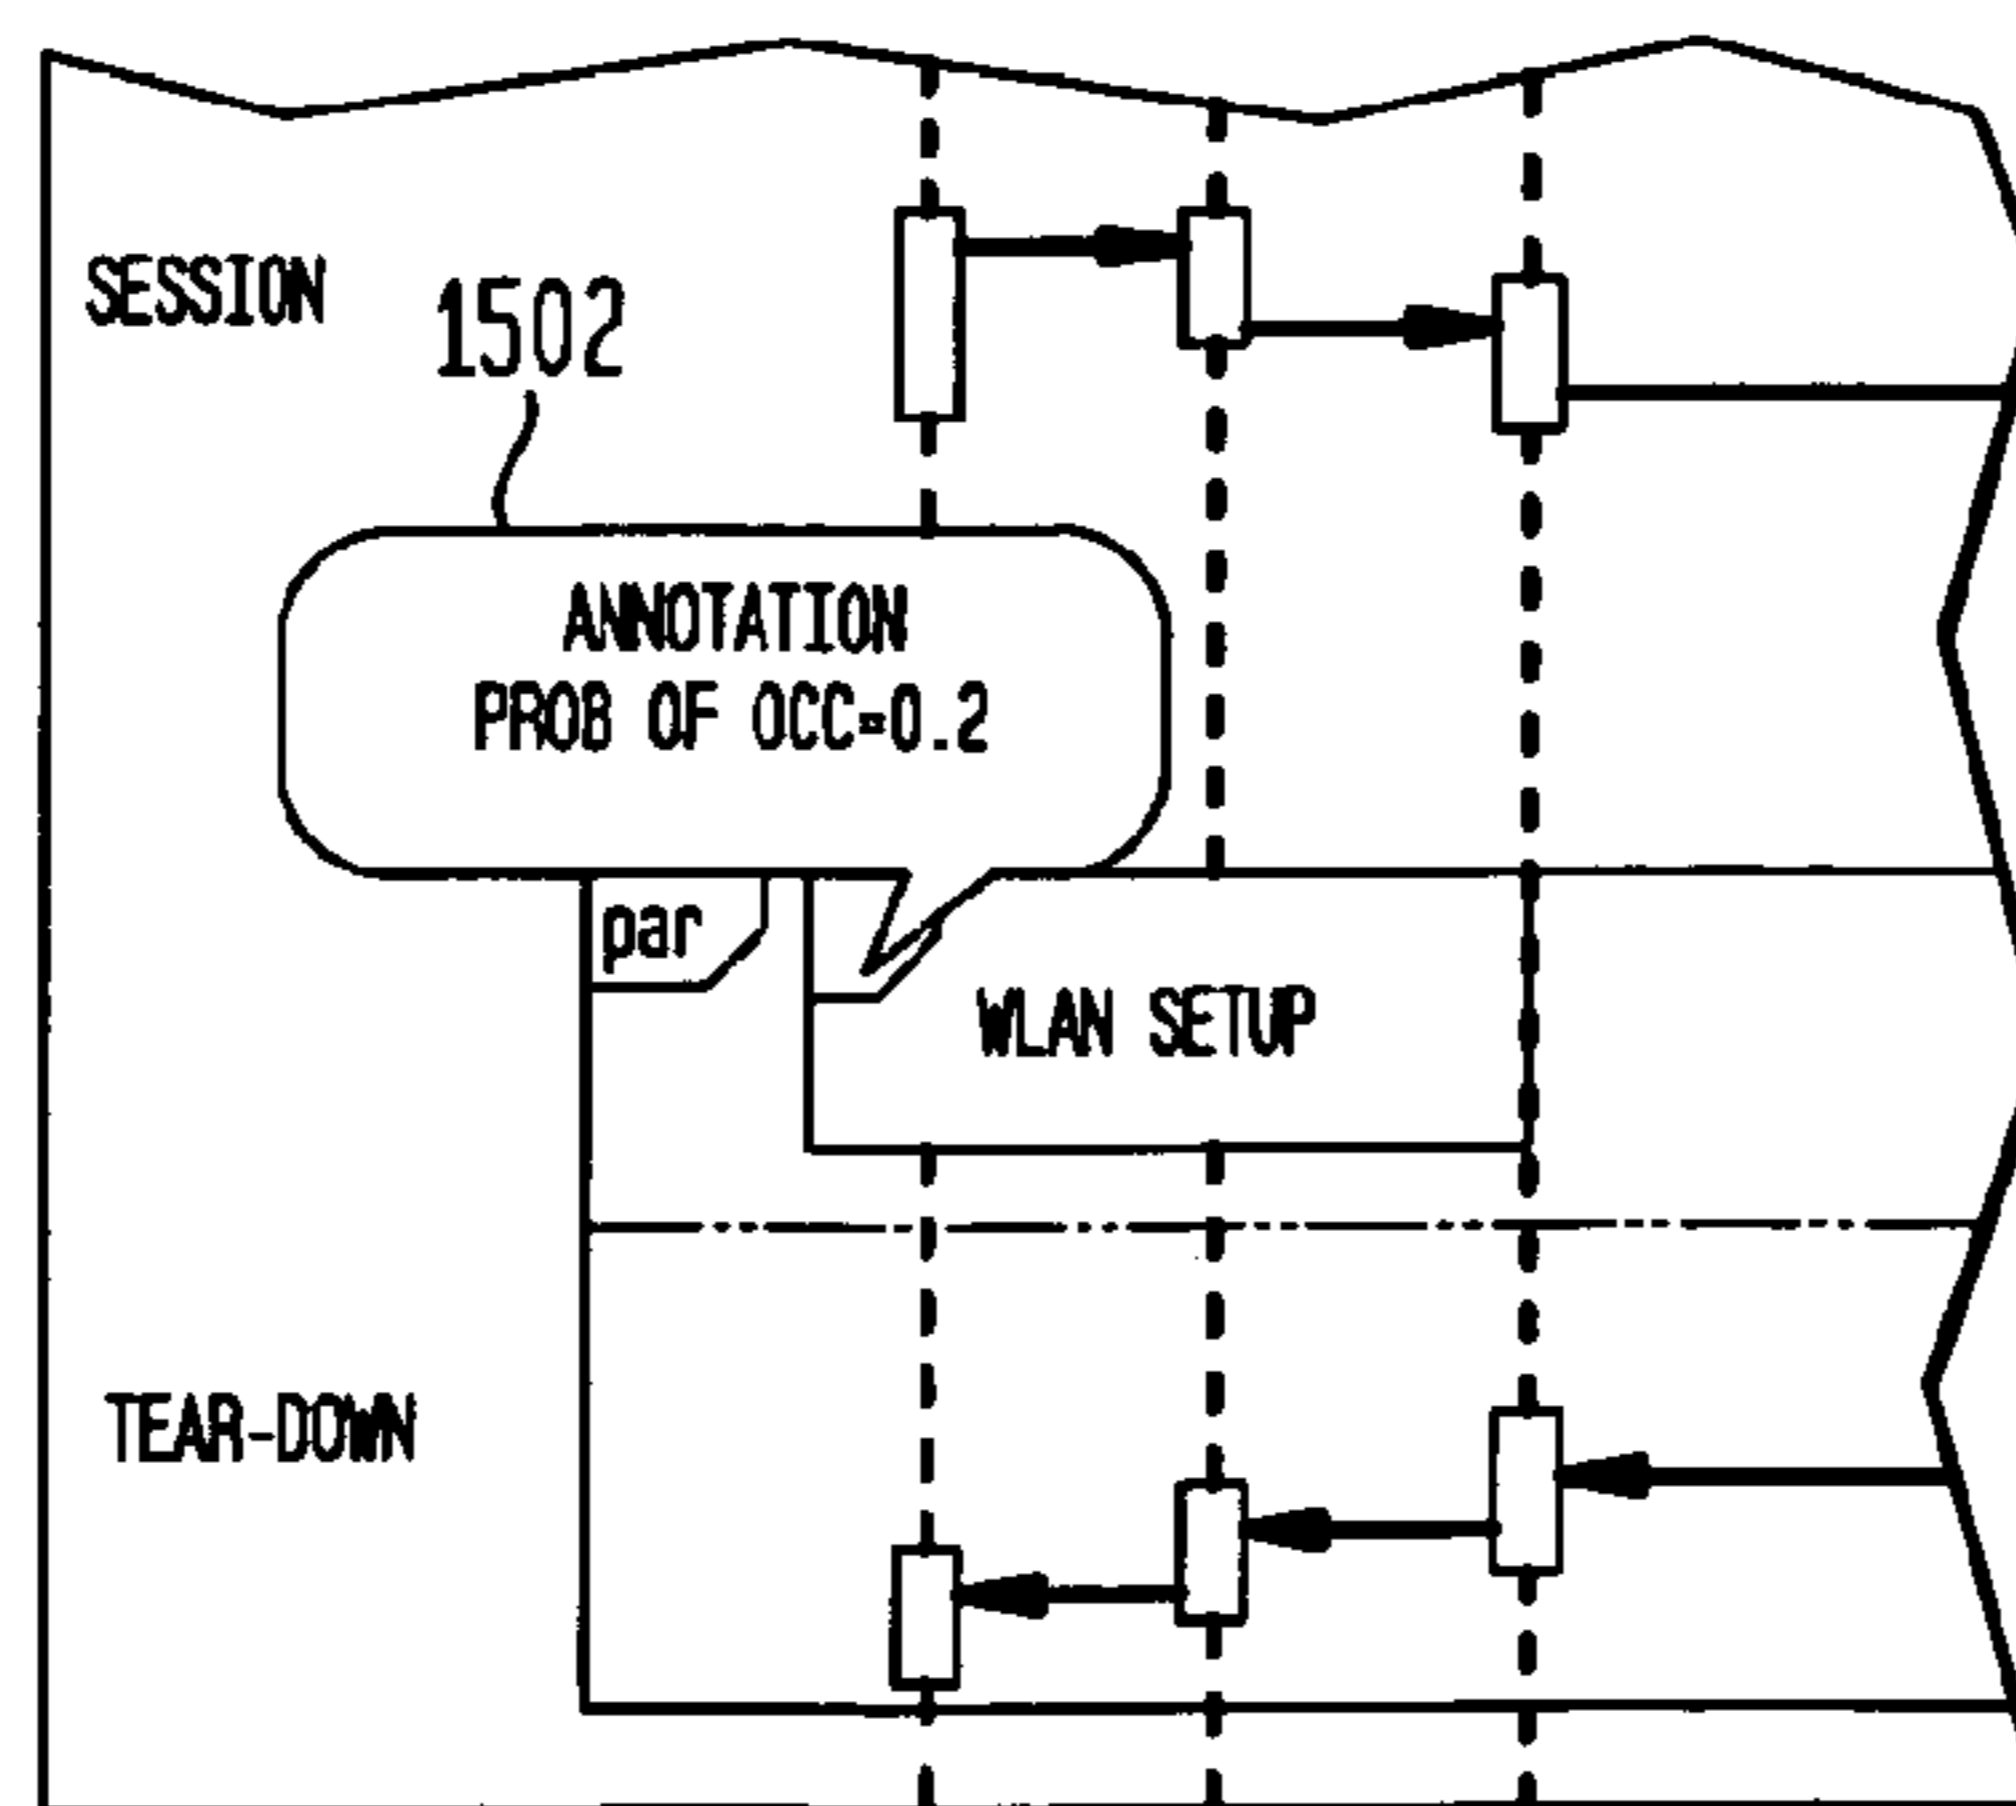 SESSION
1502
ANNOTATION
PROB OF OCC=0.2
par
WLAN SETUP
TEAR-DOWN